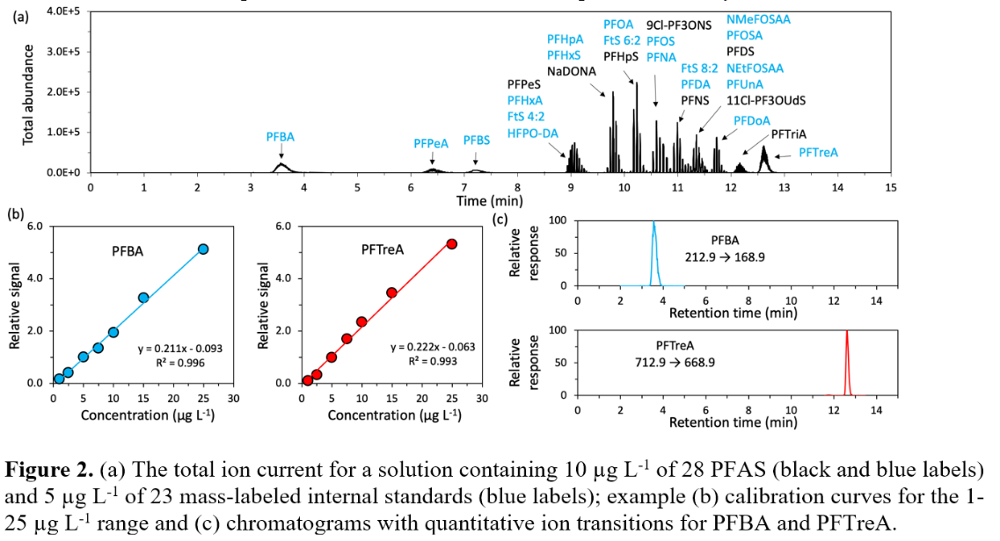 (a)
4.0E+5
3.0E+5
2.0E+5
1.0E+5
0.0E+0
Total abundance
PFBA
PFPeA
PFBS
PFPeS
PFHxA
FtS 4:2
HFPO-DA
PFHpA
PFHxS
NaDONA
PFOA
FtS 6:2
PFHpS
9Cl-PF3ONS
PFOS
PFNA
FtS 8:2
PFDA
PFNS
NMeFOSAA
PFOSA
PFDS
NEtFOSAA
PFUnA
11Cl-PF3OUdS
PFDoA
PFTriA
PFTreA
0 1 2 3 4 5 6 7 8 9 10 11 12 13 14 15
Time (min)
(b)
6.0
4.0
2.0
0.0
Relative signal
PFBA
y = 0.211x - 0.093
R² = 0.996
0 5 10 15 20 25 30
Concentration (µg L⁻¹)
6.0
4.0
2.0
0.0
Relative signal
PFTreA
y = 0.222x - 0.063
R² = 0.993
0 5 10 15 20 25 30
Concentration (µg L⁻¹)
(c)
100
50
0
Relative
response
PFBA
212.9 → 168.9
0 2 4 6 8 10 12 14
Retention time (min)
100
50
0
Relative
response
PFTreA
712.9 → 668.9
0 2 4 6 8 10 12 14
Retention time (min)
Figure 2. (a) The total ion current for a solution containing 10 µg L⁻¹ of 28 PFAS (black and blue labels)
and 5 µg L⁻¹ of 23 mass-labeled internal standards (blue labels); example (b) calibration curves for the 1-
25 µg L⁻¹ range and (c) chromatograms with quantitative ion transitions for PFBA and PFTreA.